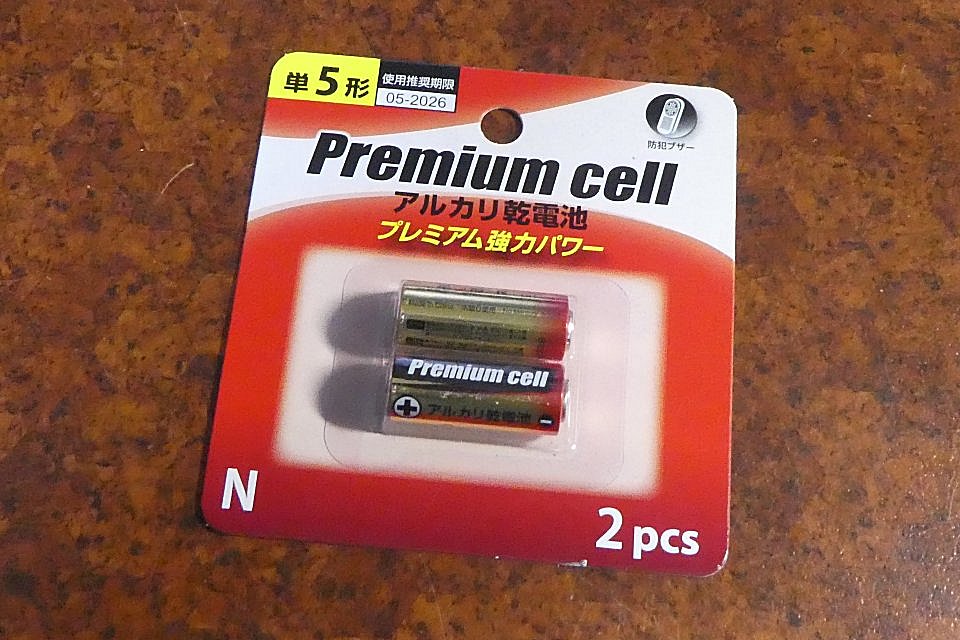 単5形
使用推奨期限
05-2026
防犯ブザー
Premium cell
アルカリ乾電池
プレミアム強力パワー
Premium cell
アルカリ乾電池
N
2 pcs